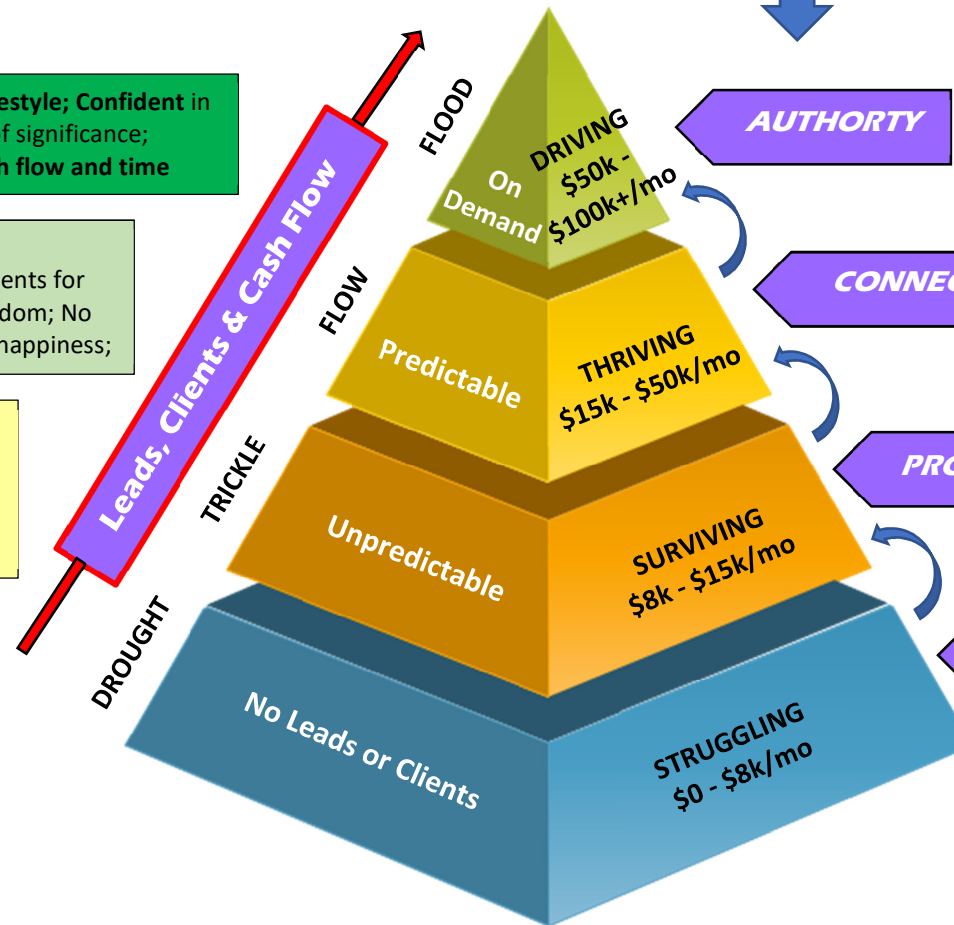 estyle; Confident in
of significance;
h flow and time
ents for
dom; No
happiness;
Leads, Clients & Cash Flow
FLOOD
FLOW
TRICKLE
DROUGHT
On
Demand
DRIVING
$50k -
$100k+/mo
Predictable
THRIVING
$15k - $50k/mo
Unpredictable
SURVIVING
$8k - $15k/mo
No Leads or Clients
STRUGGLING
$0 - $8k/mo
AUTHORTY
CONNEC
PRO